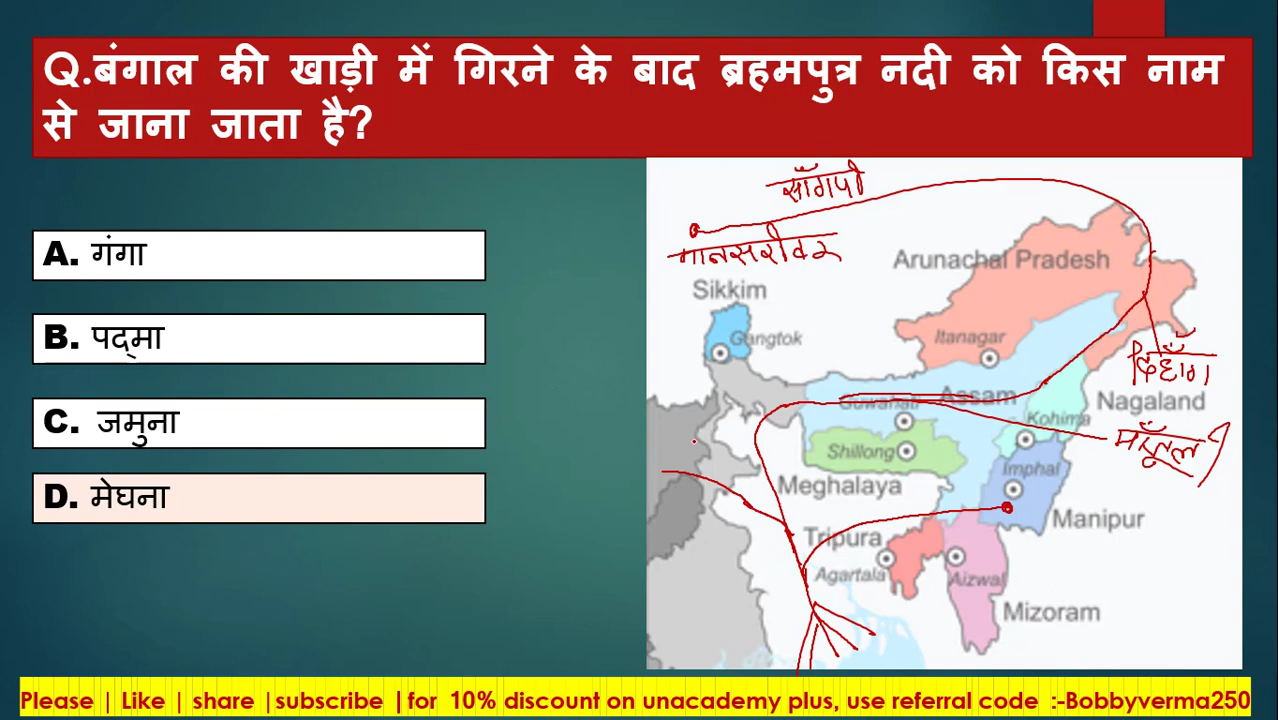 Q.बंगाल की खाड़ी में गिरने के बाद ब्रहमपुत्र नदी को किस नाम
से जाना जाता है?
A. गंगा
B. पद्‌मा
C. जमुना
D. मेघना
साँगपो
मानसरोवर
Arunachal Pradesh
Sikkim
Gangtok
Itanagar
दिहाँग
Assam
Nagaland
Guwahati
Kohima
Shillong
Imphal
Meghalaya
Manipur
Tripura
Agartala
Aizwal
Mizoram
Please | Like | share |subscribe |for 10% discount on unacademy plus, use referral code :-Bobbyverma250